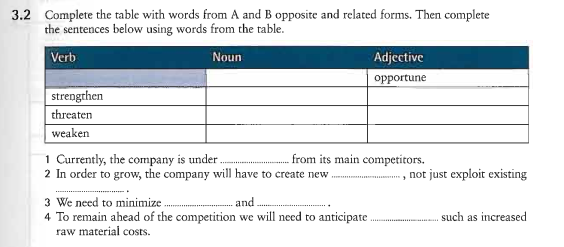 3.2 Complete the table with words from A and B opposite and related forms. Then complete
the sentences below using words from the table.
Verb Noun Adjective
opportune
strengthen
threaten
weaken
1 Currently, the company is under .............................. from its main competitors.
2 In order to grow, the company will have to create new .............................. , not just exploit existing
.............................. .
3 We need to minimize .............................. and .............................. .
4 To remain ahead of the competition we will need to anticipate .............................. such as increased
raw material costs.